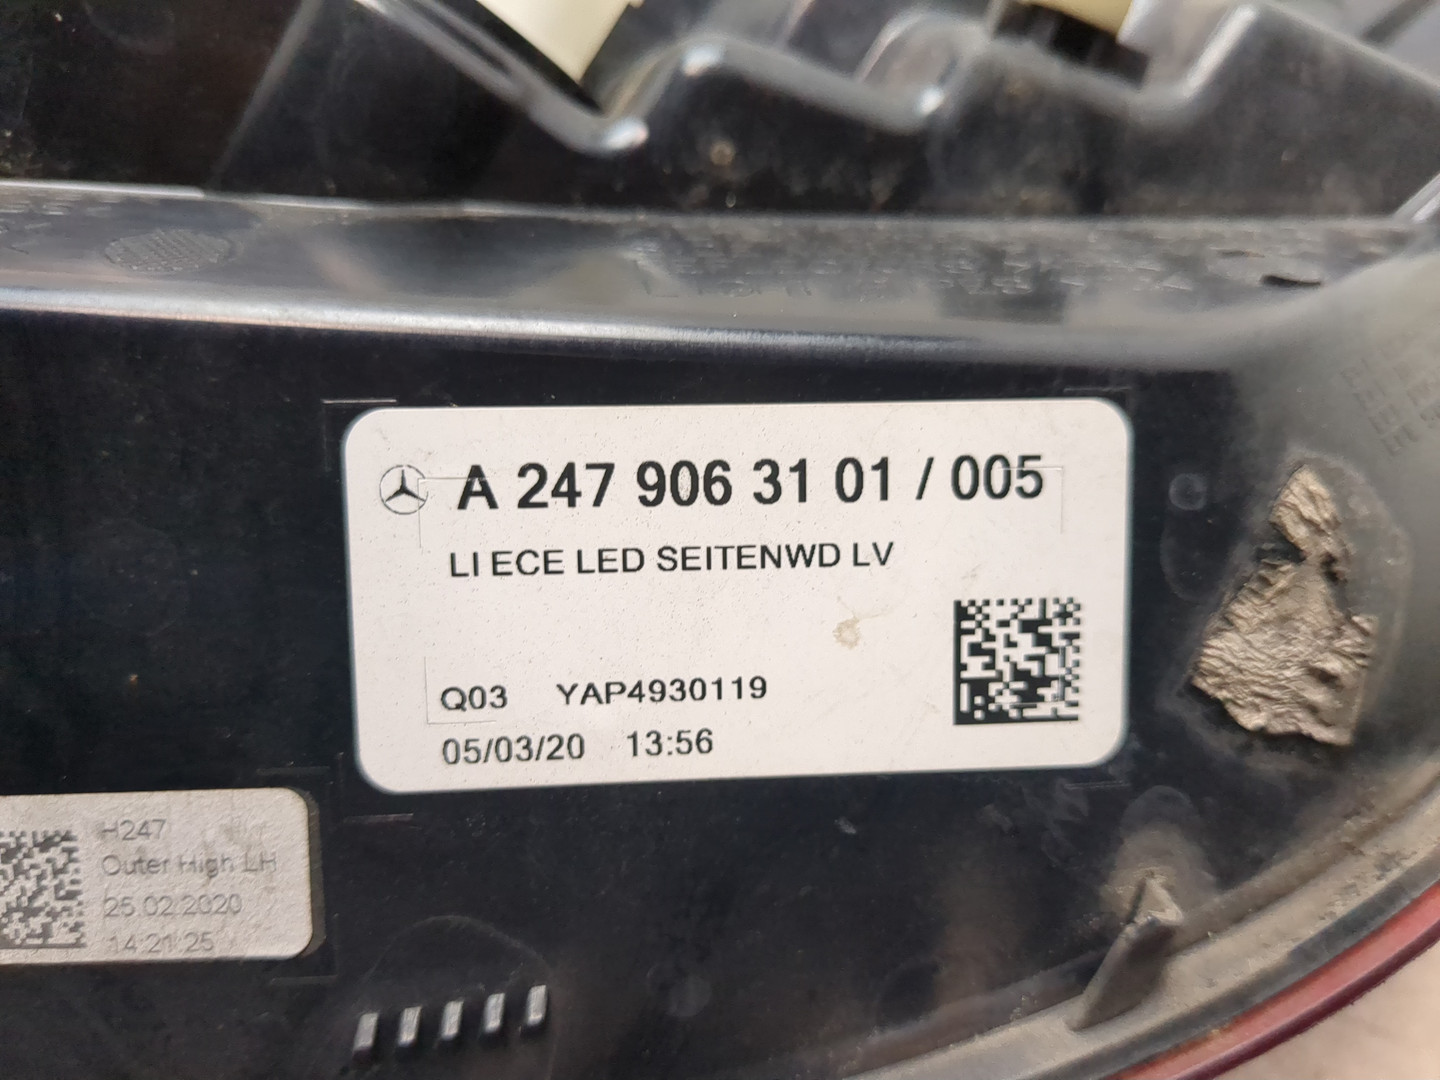 A 247 906 31 01 / 005
LI ECE LED SEITENWD LV
Q03 YAP4930119
05/03/20 13:56
H247
Outer High LH
25.02.2020
14:21:25